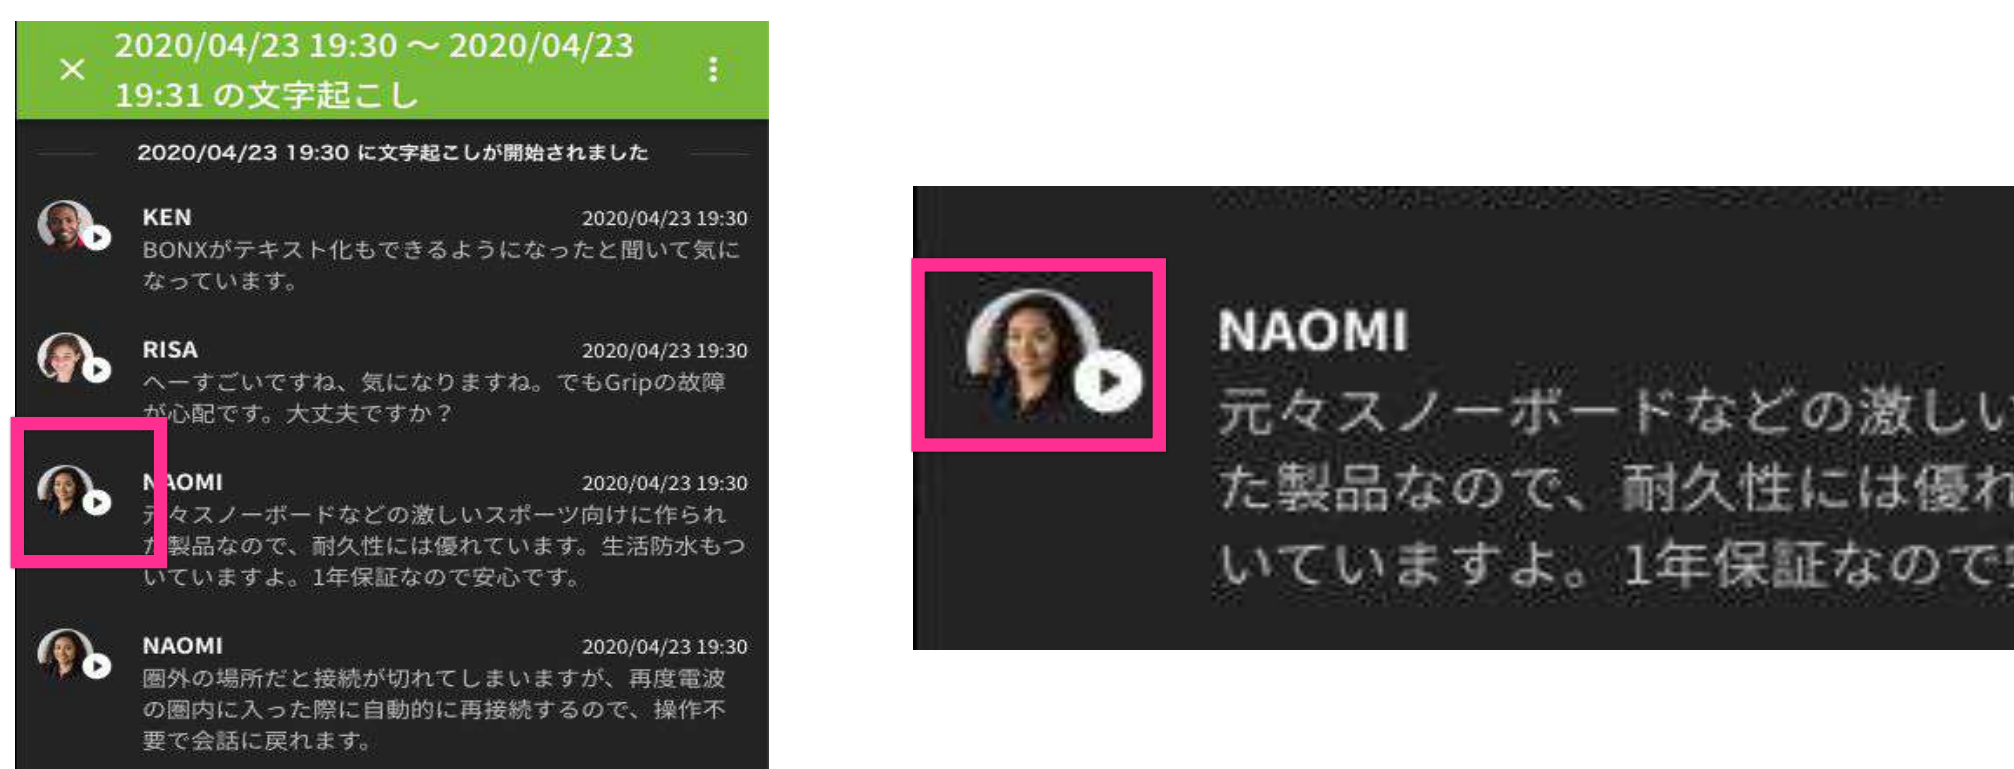 2020/04/23 19:30 〜 2020/04/23
19:31 の文字起こし
2020/04/23 19:30 に文字起こしが開始されました
KEN 2020/04/23 19:30
BONXがテキスト化もできるようになったと聞いて気に
なっています。
RISA 2020/04/23 19:30
へーすごいですね、気になりますね。でもGripの故障
が心配です。大丈夫ですか？
NAOMI 2020/04/23 19:30
元々スノーボードなどの激しいスポーツ向けに作られ
た製品なので、耐久性には優れています。生活防水もつ
いていますよ。1年保証なので安心です。
NAOMI 2020/04/23 19:30
圏外の場所だと接続が切れてしまいますが、再度電波
の圏内に入った際に自動的に再接続するので、操作不
要で会話に戻れます。
NAOMI
元々スノーボードなどの激しい
た製品なので、耐久性には優れ
いていますよ。1年保証なので